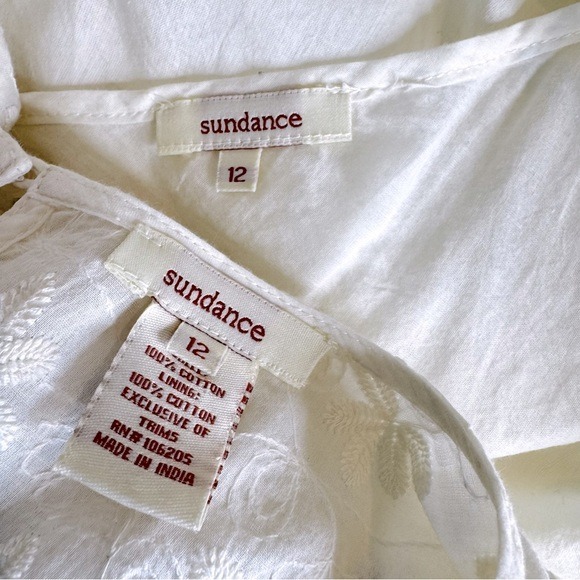 sundance
12
sundance
12
100% COTTON
LINING:
100% COTTON
EXCLUSIVE OF
TRIMS
RN# 106205
MADE IN INDIA